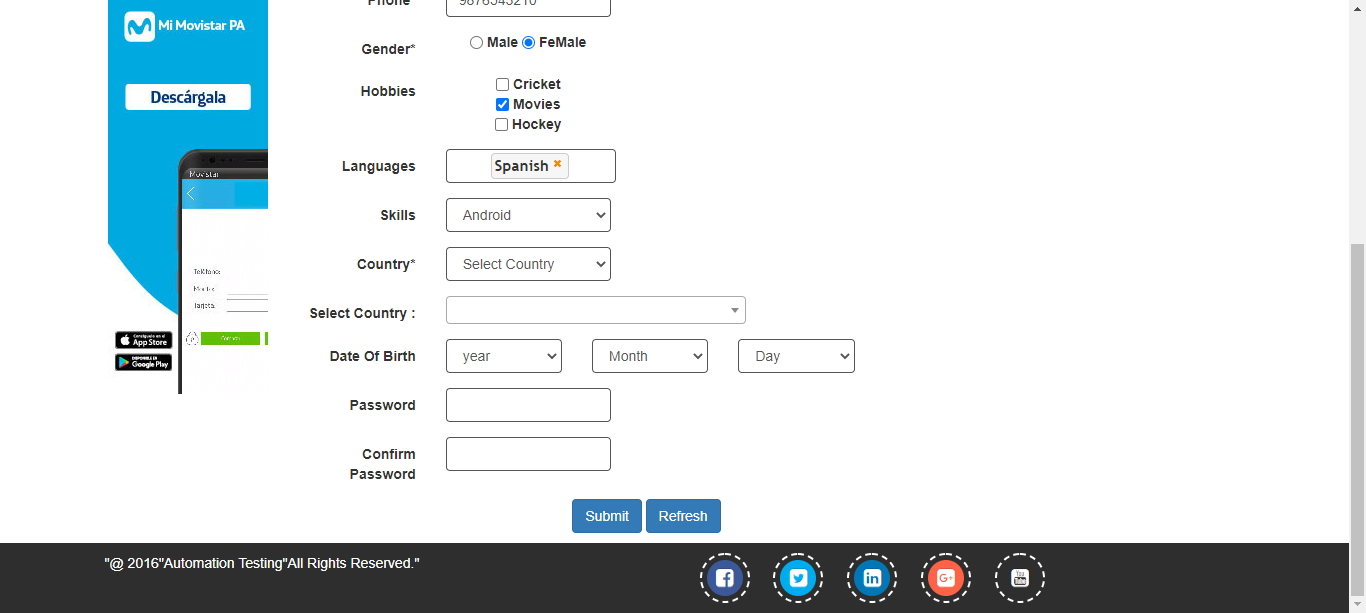 Phone
9876543210
Mi Movistar PA
Gender*
Male
FeMale
Descárgala
Hobbies
Cricket
Movies
Hockey
Languages
Spanish
Movistar
Skills
Android
Country*
Select Country
Teléfono:
Monto:
Tarjeta:
Select Country :
App Store
Google Play
Date Of Birth
year
Month
Day
Password
Confirm
Password
Submit
Refresh
"@ 2016"Automation Testing"All Rights Reserved."
G+
You
Tube